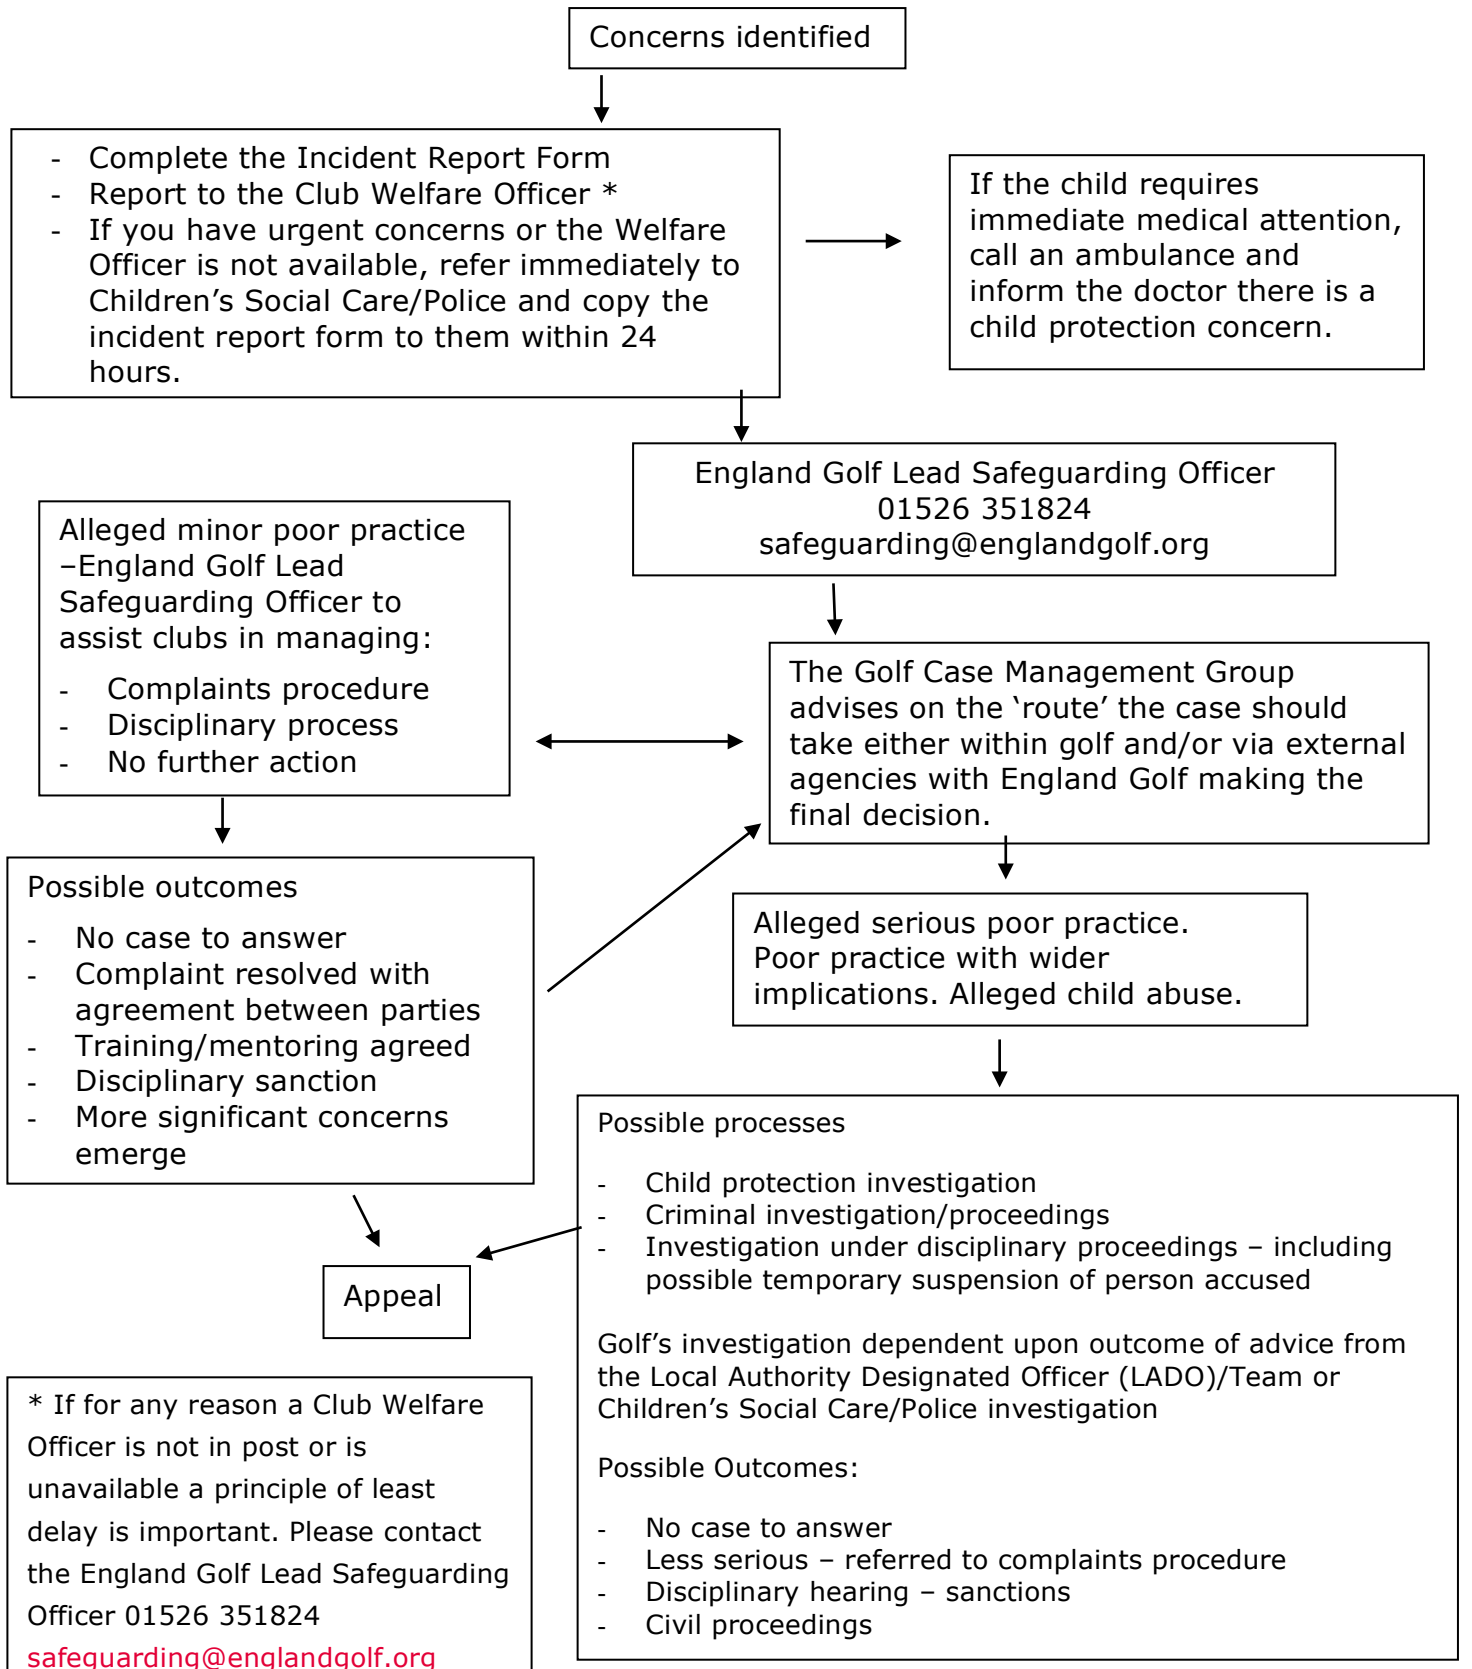 Concerns identified
- Complete the Incident Report Form
- Report to the Club Welfare Officer *
- If you have urgent concerns or the Welfare
Officer is not available, refer immediately to
Children’s Social Care/Police and copy the
incident report form to them within 24
hours.
If the child requires
immediate medical attention,
call an ambulance and
inform the doctor there is a
child protection concern.
England Golf Lead Safeguarding Officer
01526 351824
safeguarding@englandgolf.org
Alleged minor poor practice
–England Golf Lead
Safeguarding Officer to
assist clubs in managing:
- Complaints procedure
- Disciplinary process
- No further action
The Golf Case Management Group
advises on the ‘route’ the case should
take either within golf and/or via external
agencies with England Golf making the
final decision.
Possible outcomes
- No case to answer
- Complaint resolved with
agreement between parties
- Training/mentoring agreed
- Disciplinary sanction
- More significant concerns
emerge
Alleged serious poor practice.
Poor practice with wider
implications. Alleged child abuse.
Possible processes
- Child protection investigation
- Criminal investigation/proceedings
- Investigation under disciplinary proceedings – including
possible temporary suspension of person accused
Golf’s investigation dependent upon outcome of advice from
the Local Authority Designated Officer (LADO)/Team or
Children’s Social Care/Police investigation
Possible Outcomes:
- No case to answer
- Less serious – referred to complaints procedure
- Disciplinary hearing – sanctions
- Civil proceedings
Appeal
* If for any reason a Club Welfare
Officer is not in post or is
unavailable a principle of least
delay is important. Please contact
the England Golf Lead Safeguarding
Officer 01526 351824
safeguarding@englandgolf.org